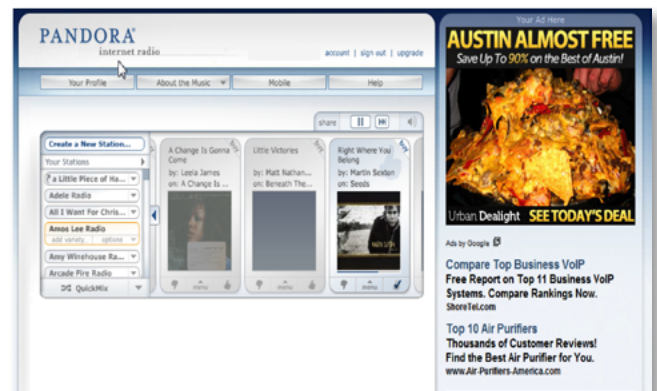 PANDORA
internet radio
account | sign out | upgrade
Your Profile
About the Music
Mobile
Help
share
Create a New Station...
Your Stations
a Little Piece of Ha...
Adele Radio
All I Want For Chris...
Amos Lee Radio
add variety
options
Amy Winehouse Ra...
Arcade Fire Radio
QuickMix
buy
A Change Is Gonna
Come
by: Leela James
on: A Change Is ...
menu
buy
Little Victories
by: Matt Nathan...
on: Beneath The...
menu
buy
Right Where You
Belong
by: Martin Sexton
on: Seeds
menu
Your Ad Here
AUSTIN ALMOST FREE
Save Up To 90% on the Best of Austin!
Urban Dealight SEE TODAY'S DEAL
Ads by Google
Compare Top Business VoIP
Free Report on Top 11 Business VoIP
Systems. Compare Rankings Now.
ShoreTel.com
Top 10 Air Purifiers
Thousands of Customer Reviews!
Find the Best Air Purifier for You.
www.Air-Purifiers-America.com